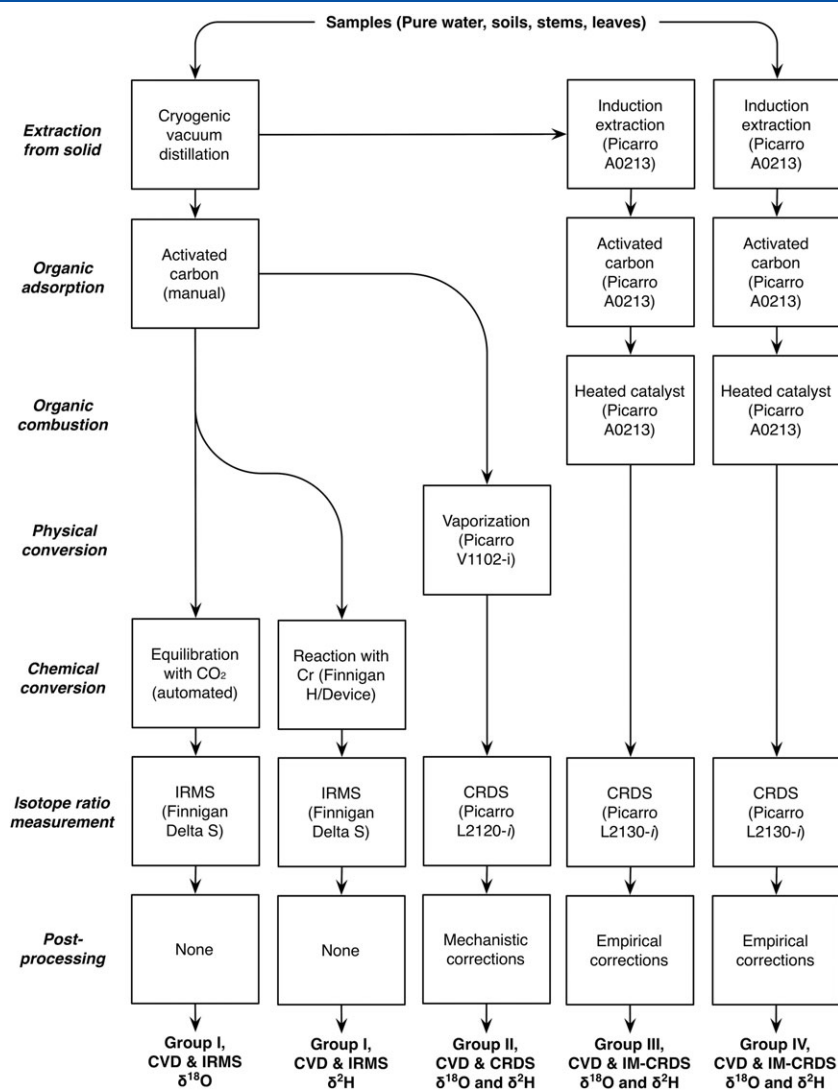 Samples (Pure water, soils, stems, leaves)
Extraction
from solid
Cryogenic
vacuum
distillation
Induction
extraction
(Picarro
A0213)
Induction
extraction
(Picarro
A0213)
Organic
adsorption
Activated
carbon
(manual)
Activated
carbon
(Picarro
A0213)
Activated
carbon
(Picarro
A0213)
Organic
combustion
Heated catalyst
(Picarro
A0213)
Heated catalyst
(Picarro
A0213)
Physical
conversion
Vaporization
(Picarro
V1102-i)
Chemical
conversion
Equilibration
with CO₂
(automated)
Reaction with
Cr (Finnigan
H/Device)
Isotope ratio
measurement
IRMS
(Finnigan
Delta S)
IRMS
(Finnigan
Delta S)
CRDS
(Picarro
L2120-i)
CRDS
(Picarro
L2130-i)
CRDS
(Picarro
L2130-i)
Post-
processing
None
None
Mechanistic
corrections
Empirical
corrections
Empirical
corrections
Group I,
CVD & IRMS
δ¹⁸O
Group I,
CVD & IRMS
δ²H
Group II,
CVD & CRDS
δ¹⁸O and δ²H
Group III,
CVD & IM-CRDS
δ¹⁸O and δ²H
Group IV,
CVD & IM-CRDS
δ¹⁸O and δ²H